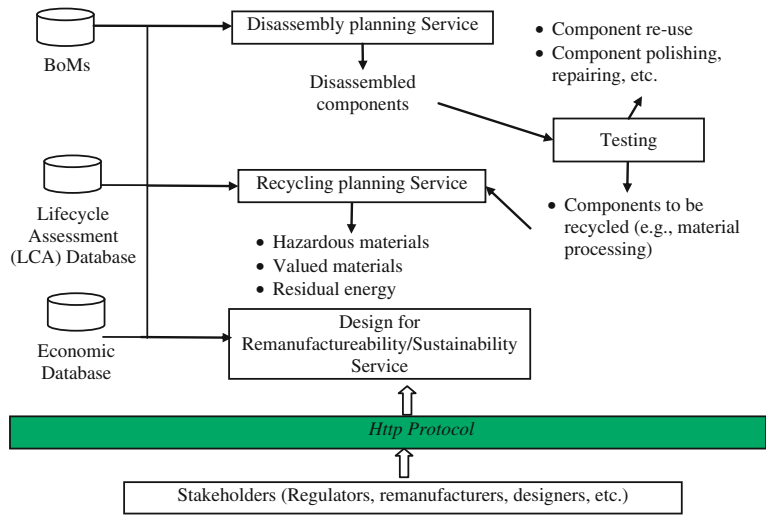 BoMs
Disassembly planning Service
Disassembled
components
• Component re-use
• Component polishing,
repairing, etc.
Testing
Lifecycle
Assessment
(LCA) Database
Recycling planning Service
• Components to be
recycled (e.g., material
processing)
• Hazardous materials
• Valued materials
• Residual energy
Economic
Database
Design for
Remanufactureability/Sustainability
Service
Http Protocol
Stakeholders (Regulators, remanufacturers, designers, etc.)